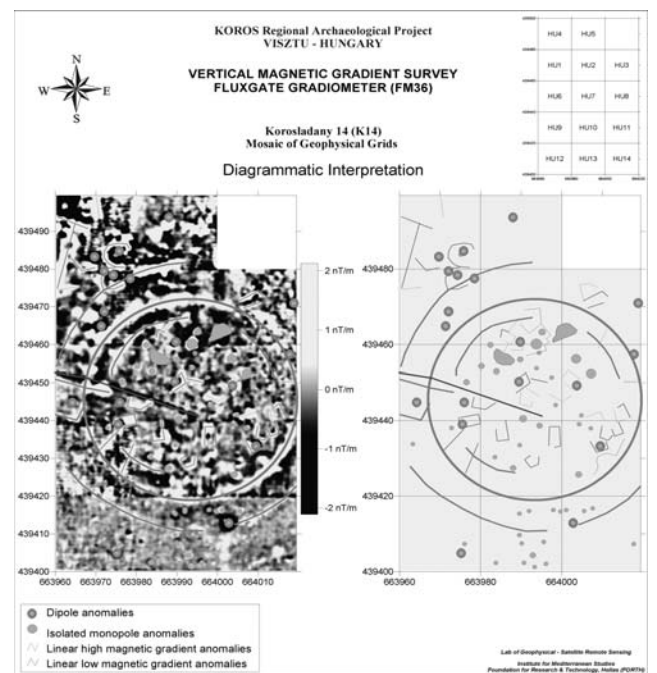 KOROS Regional Archaeological Project
VISZTU - HUNGARY
VERTICAL MAGNETIC GRADIENT SURVEY
FLUXGATE GRADIOMETER (FM36)
Korosladany 14 (K14)
Mosaic of Geophysical Grids
Diagrammatic Interpretation
N
W E
S
HU4 HU5
HU1 HU2 HU3
HU6 HU7 HU8
HU9 HU10 HU11
HU12 HU13 HU14
439490
439480
439470
439460
439450
439440
439430
439420
439410
439400
663960 663970 663980 663990 664000 664010
2 nT/m
1 nT/m
0 nT/m
-1 nT/m
-2 nT/m
439480
439460
439440
439420
439400
663960 663980 664000
Dipole anomalies
Isolated monopole anomalies
Linear high magnetic gradient anomalies
Linear low magnetic gradient anomalies
Lab of Geophysical - Satellite Remote Sensing
Institute for Mediterranean Studies
Foundation for Research & Technology, Hellas (FORTH)